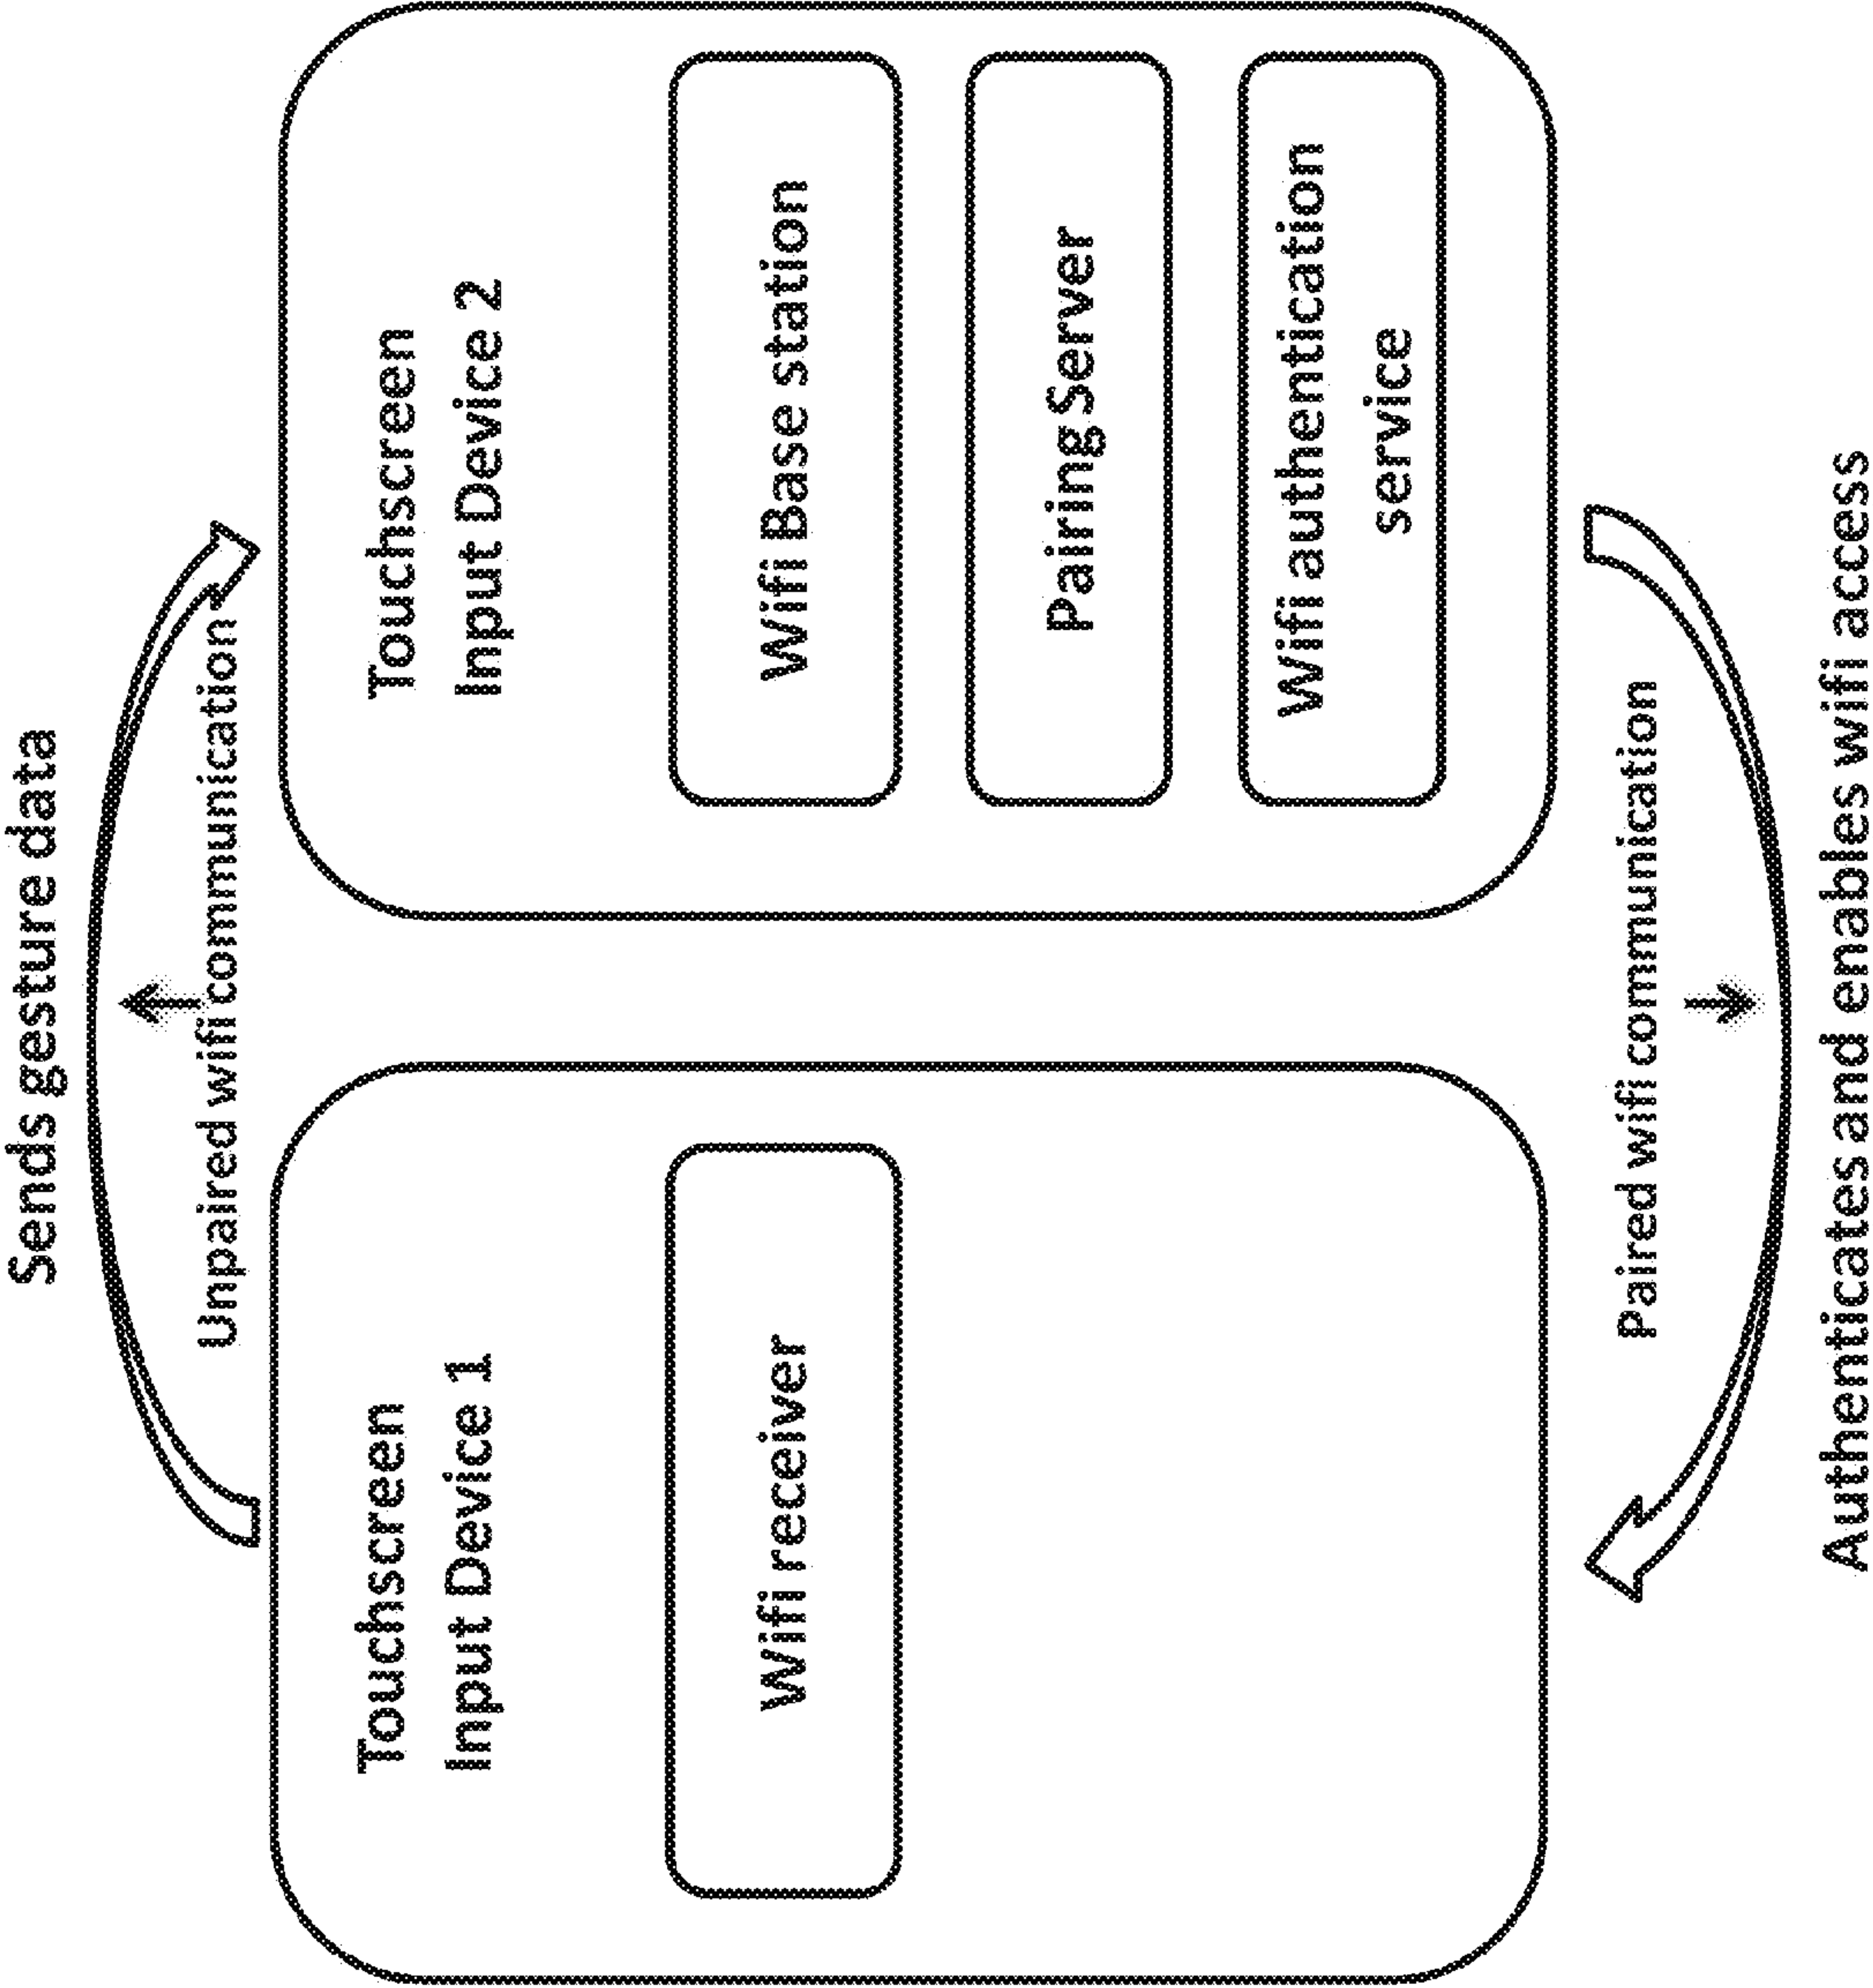 Sends gesture data
Unpaired wifi communication
Touchscreen
Input Device 1
Wifi receiver
Touchscreen
Input Device 2
Wifi Base station
Pairing Server
Wifi authentication
service
Paired wifi communication
Authenticates and enables wifi access